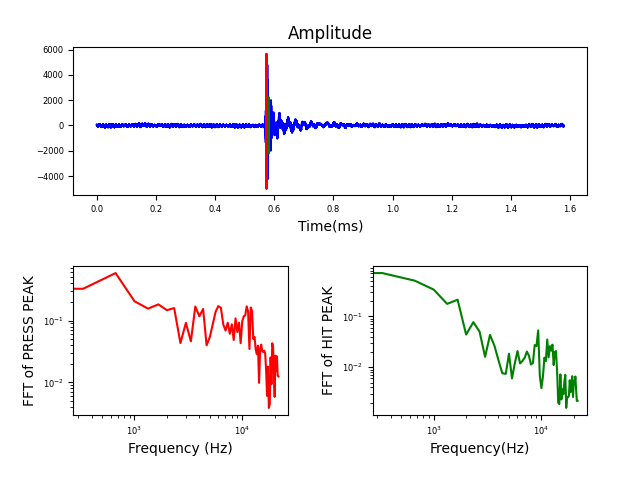 Amplitude
6000
4000
2000
0
−2000
−4000
0.0 0.2 0.4 0.6 0.8 1.0 1.2 1.4 1.6
Time(ms)
FFT of PRESS PEAK
10⁻¹
10⁻²
10³ 10⁴
Frequency (Hz)
FFT of HIT PEAK
10⁻¹
10⁻²
10³ 10⁴
Frequency(Hz)